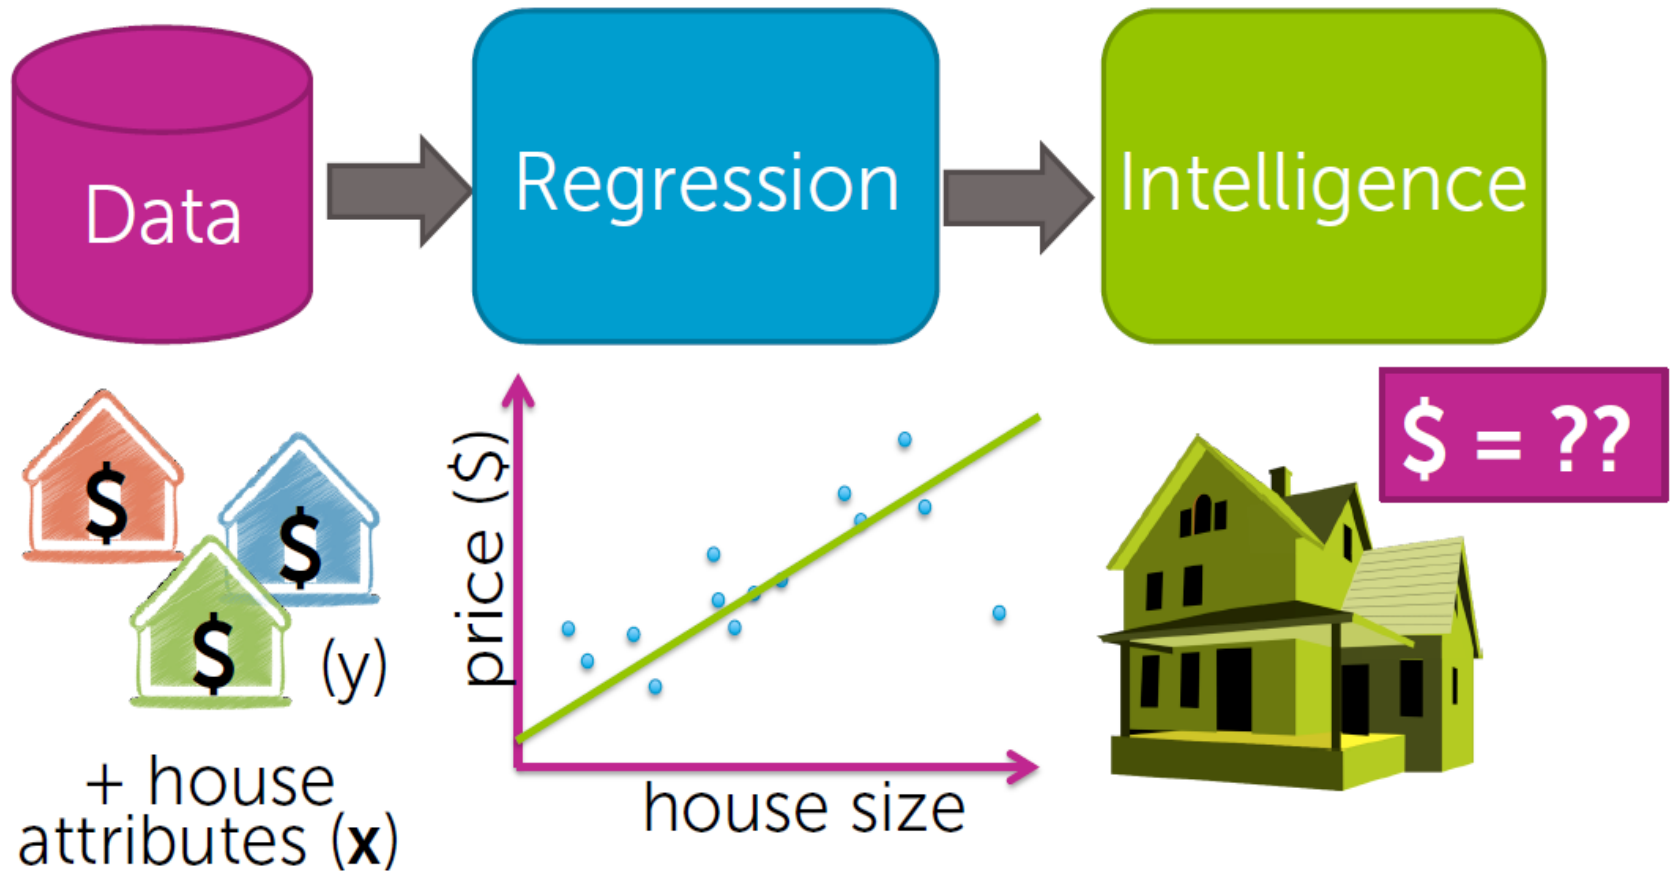 Data
Regression
Intelligence
$
$
$
(y)
+ house
attributes (x)
price ($)
house size
$ = ??